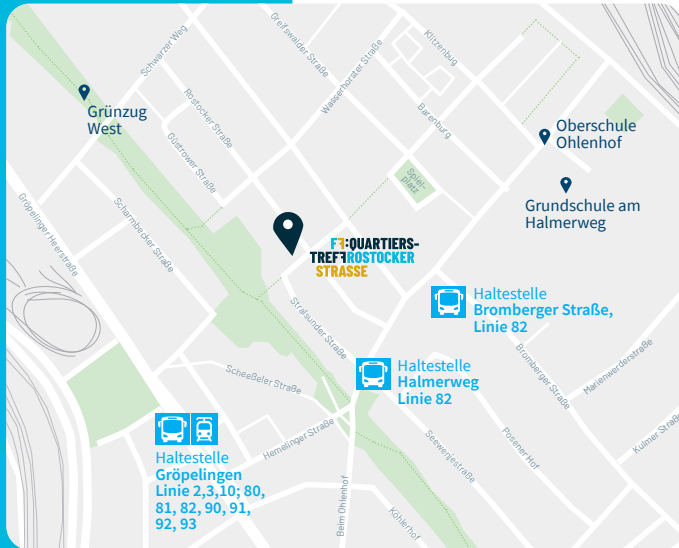 Schwarzer Weg
Greifswalder Straße
Klitzenbug
Wasserhorster Straße
Barenburg
Rostocker Straße
Güstrower Straße
Grünzug
West
Oberschule
Ohlenhof
Spiel-
platz
Grundschule am
Halmerweg
Gröpelinger Heerstraße
Scharmbecker Straße
:QUARTIERS-
TREFF ROSTOCKER
STRASSE
Haltestelle
Bromberger Straße,
Linie 82
Stralsunder Straße
Haltestelle
Halmerweg
Linie 82
Bromberger Straße
Marienwerderstraße
Scheeßeler Straße
Kulmer Straße
Haltestelle
Gröpelingen
Linie 2,3,10; 80,
81, 82, 90, 91,
92, 93
Hemelinger Straße
Seewenjestraße
Posener Hof
Beim Ohlenhof
Köhlerhof